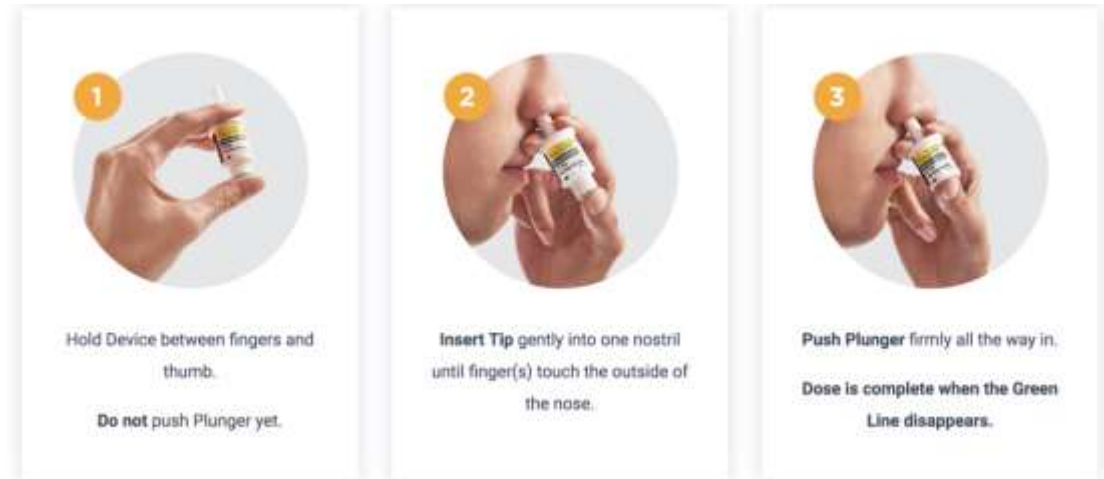 1
Hold Device between fingers and
thumb.
Do not push Plunger yet.
2
Insert Tip gently into one nostril
until finger(s) touch the outside of
the nose.
3
Push Plunger firmly all the way in.
Dose is complete when the Green
Line disappears.